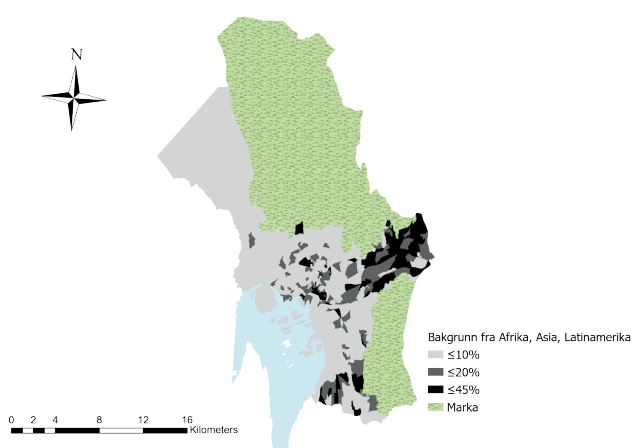 N
Bakgrunn fra Afrika, Asia, Latinamerika
≤10%
≤20%
≤45%
Marka
0 2 4 8 12 16
Kilometers